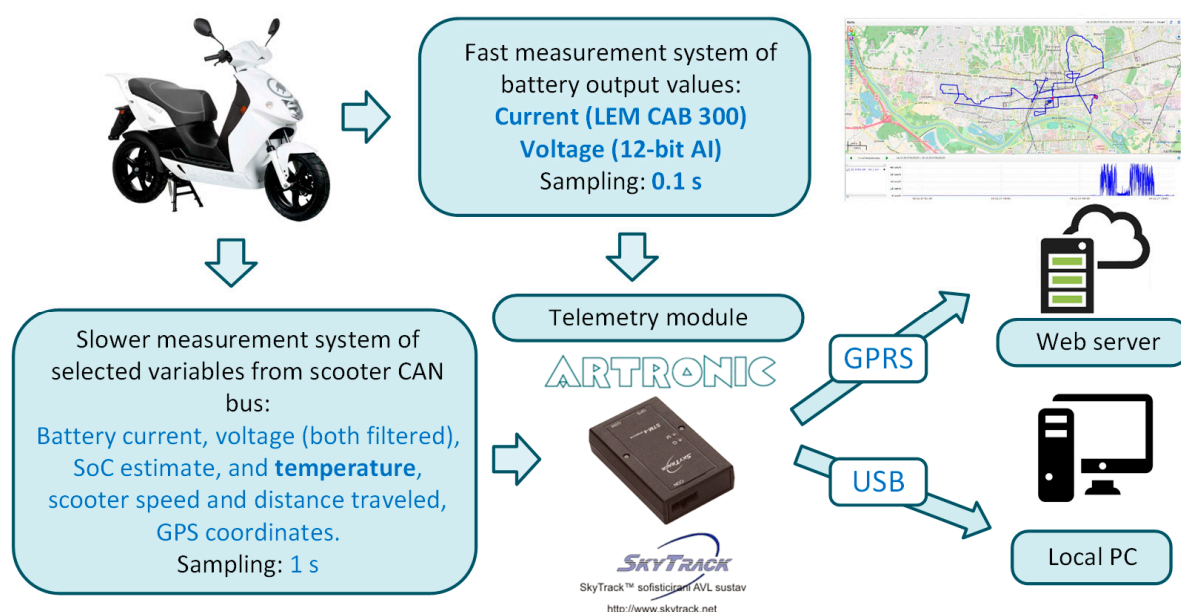 Fast measurement system of
battery output values:
Current (LEM CAB 300)
Voltage (12-bit AI)
Sampling: 0.1 s
Slower measurement system of
selected variables from scooter CAN
bus:
Battery current, voltage (both filtered),
SoC estimate, and temperature,
scooter speed and distance traveled,
GPS coordinates.
Sampling: 1 s
Telemetry module
ARTRONIC
SKYTRACK
SKYTRACK
SkyTrack™ sofisticirani AVL sustav
http://www.skytrack.net
GPRS
USB
Web server
Local PC